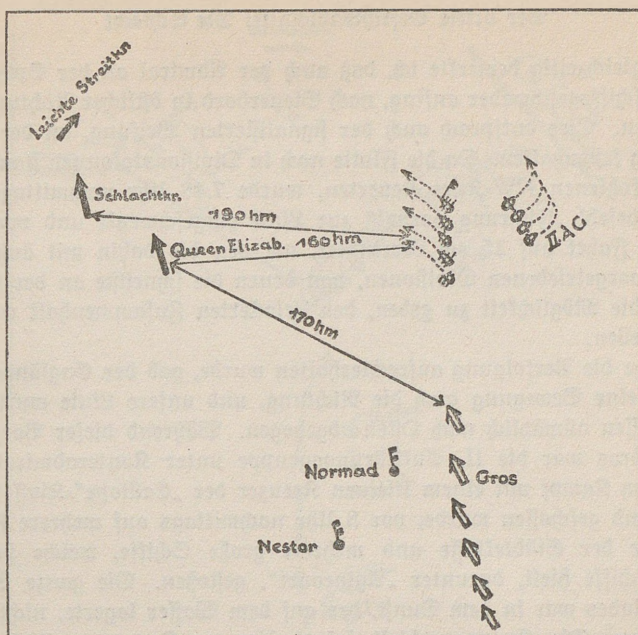 Leichte Streitkr.
Schlachtkr.
190 hm
Queen Elizab. 160 hm
II AG
170 hm
Normad
Gros
Nestor